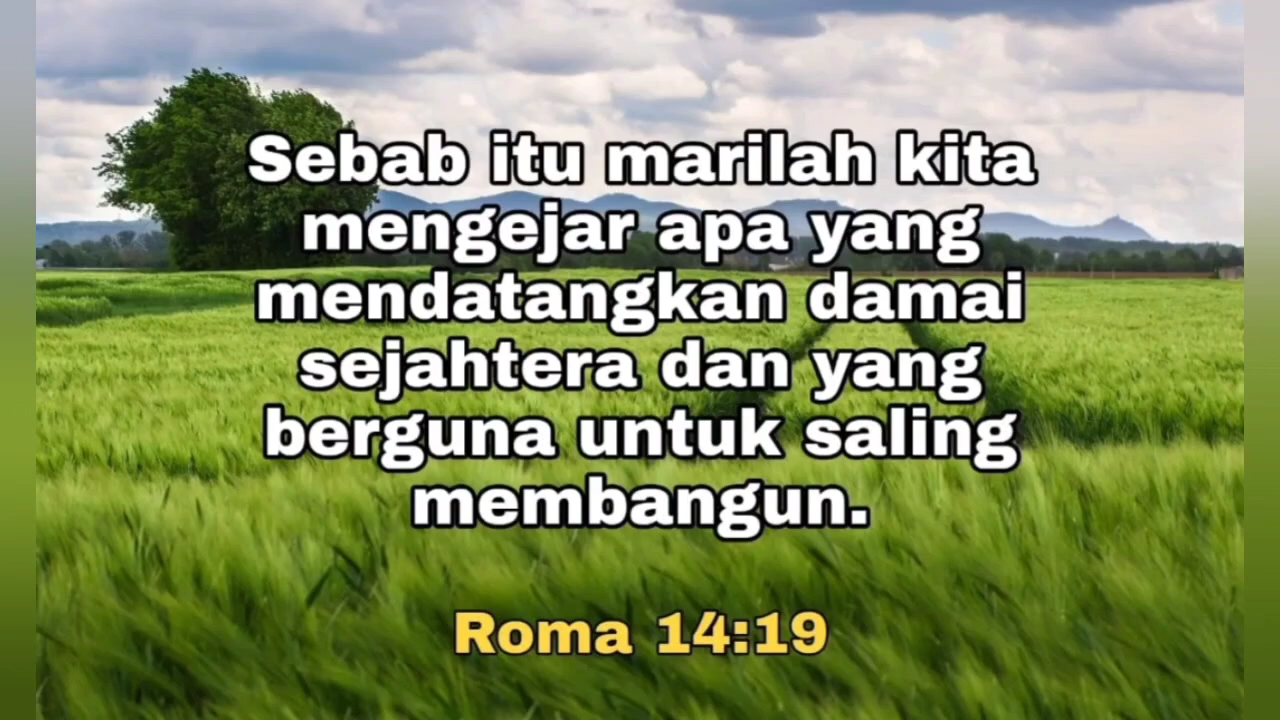 Sebab itu marilah kita
mengejar apa yang
mendatangkan damai
sejahtera dan yang
berguna untuk saling
membangun.
Roma 14:19